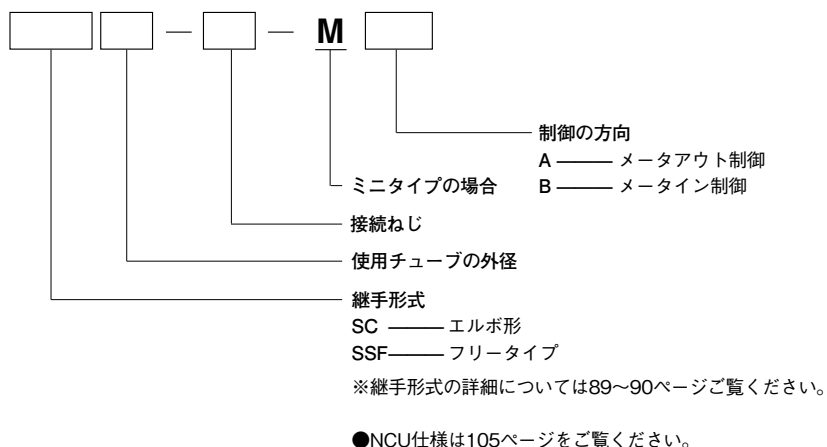 — — M
制御の方向
A ——— メータアウト制御
ミニタイプの場合 B ——— メータイン制御
接続ねじ
使用チューブの外径
継手形式
SC ——— エルボ形
SSF——— フリータイプ
※継手形式の詳細については89〜90ページご覧ください。
●NCU仕様は105ページをご覧ください。